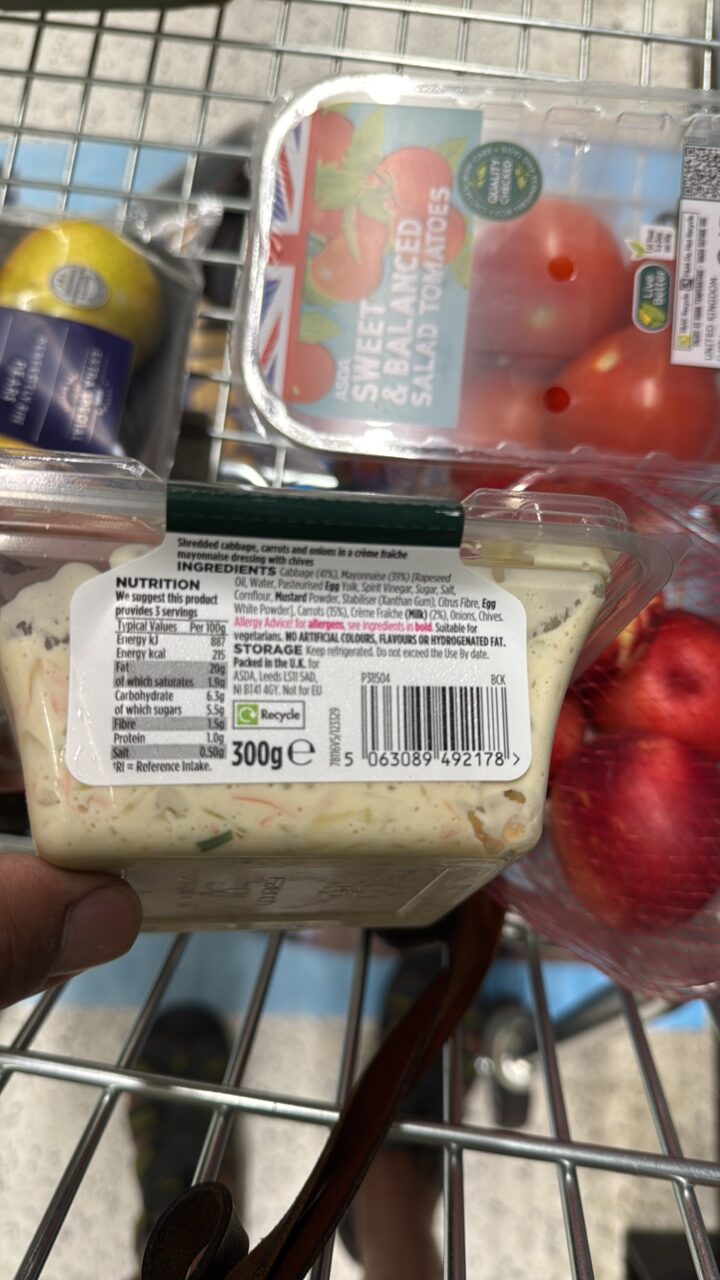 QUALITY
CHECKED
ASDA
SWEET
& BALANCED
SALAD TOMATOES
Live
Better
UNITED KINGDOM
Shredded cabbage, carrots and onions in a crème fraîche
mayonnaise dressing with chives
INGREDIENTS Cabbage (41%), Mayonnaise (39%) [Rapeseed
Oil, Water, Pasteurised Egg Yolk, Spirit Vinegar, Sugar, Salt,
Cornflour, Mustard Powder, Stabiliser (Xanthan Gum), Citrus Fibre, Egg
White Powder], Carrots (15%), Crème Fraîche (Milk) (2%), Onions, Chives.
Allergy Advice! For allergens, see ingredients in bold. Suitable for
vegetarians. NO ARTIFICIAL COLOURS, FLAVOURS OR HYDROGENATED FAT.
STORAGE Keep refrigerated. Do not exceed the Use By date.
Packed in the U.K. for
ASDA, Leeds LS11 5AD,
NI BT41 4GY. Not for EU
Recycle
300g e
NUTRITION
We suggest this product
provides 3 servings
Typical Values Per 100g
Energy kJ 887
Energy kcal 215
Fat 20g
of which saturates 1.9g
Carbohydrate 6.3g
of which sugars 5.5g
Fibre 1.5g
Protein 1.0g
Salt 0.50g
†RI = Reference Intake.
P38504 BCK
5 063089 492178 >